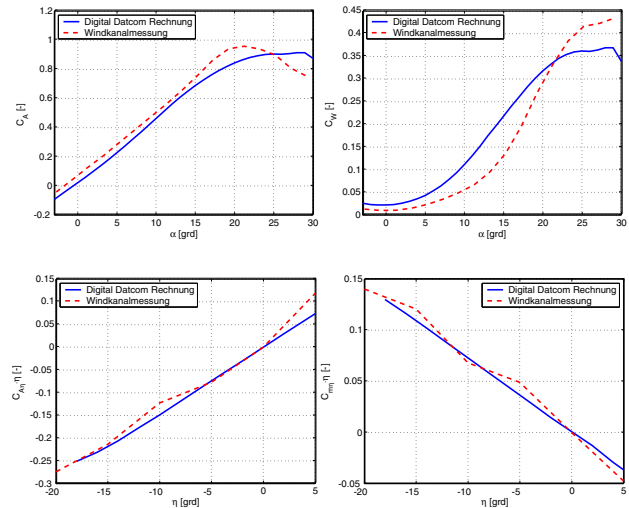 Digital Datcom Rechnung
Windkanalmessung
1.2
1
0.8
0.6
0.4
0.2
0
-0.2
C_A [-]
0 5 10 15 20 25 30
α [grd]
Digital Datcom Rechnung
Windkanalmessung
0.45
0.4
0.35
0.3
0.25
0.2
0.15
0.1
0.05
0
C_W [-]
0 5 10 15 20 25 30
α [grd]
Digital Datcom Rechnung
Windkanalmessung
0.15
0.1
0.05
0
-0.05
-0.1
-0.15
-0.2
-0.25
-0.3
C_Aη·η [-]
-20 -15 -10 -5 0 5
η [grd]
Digital Datcom Rechnung
Windkanalmessung
0.15
0.1
0.05
0
-0.05
C_mη·η [-]
-20 -15 -10 -5 0 5
η [grd]